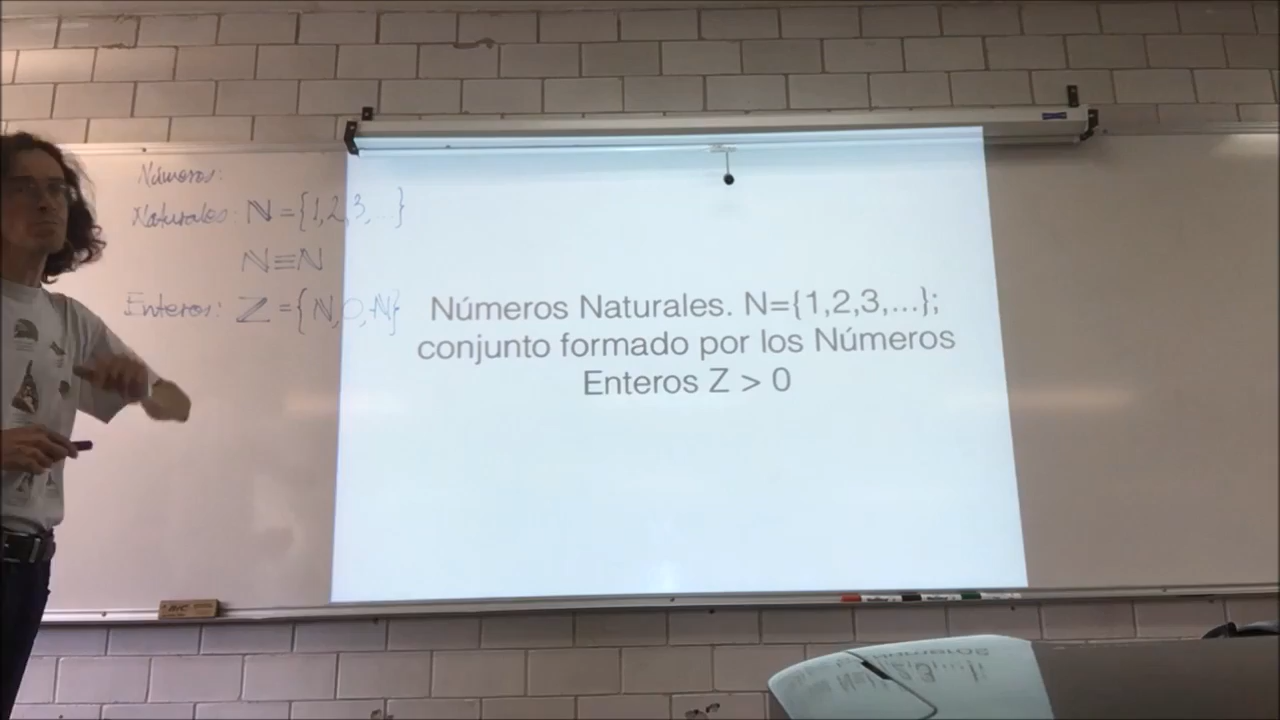 Números:
Naturales: N = {1,2,3,...}
N≡N
Enteros: Z = {N,0,-N}
Números Naturales. N={1,2,3,...};
conjunto formado por los Números
Enteros Z > 0
BIC